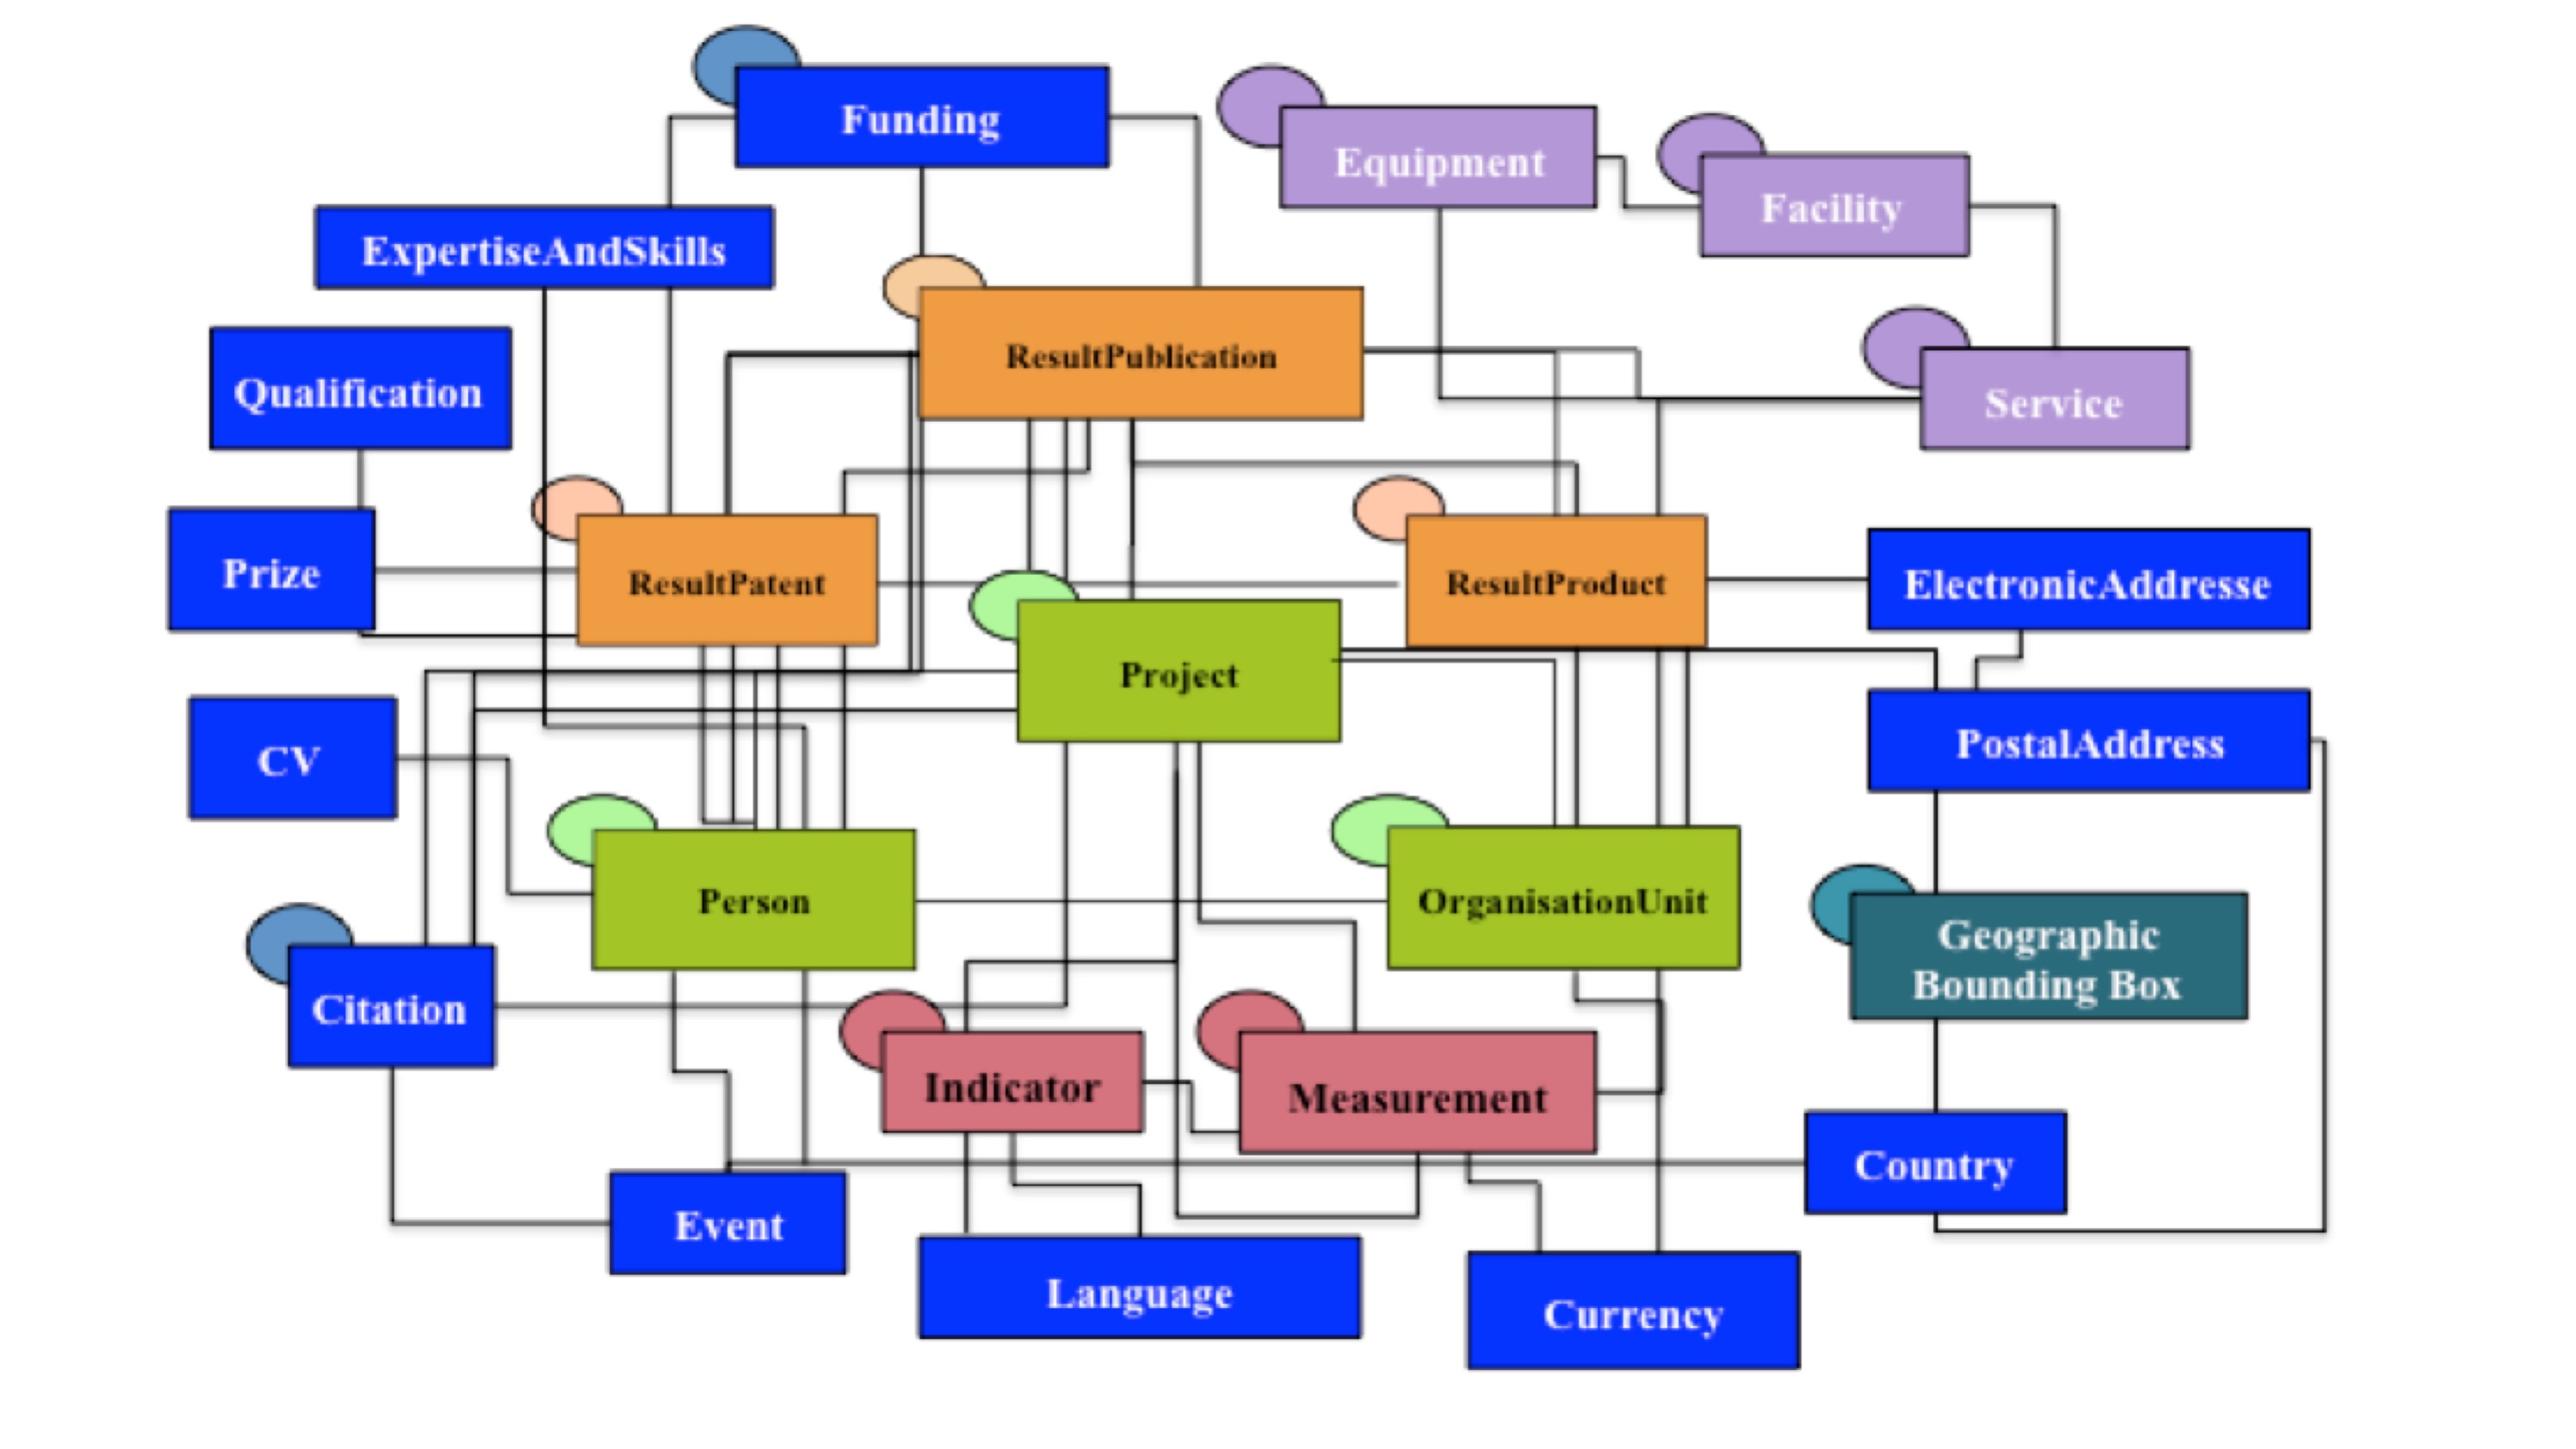 Funding
Equipment
Facility
ExpertiseAndSkills
ResultPublication
Qualification
Service
Prize
ResultPatent
ResultProduct
ElectronicAddresse
Project
CV
PostalAddress
Person
OrganisationUnit
Geographic
Bounding Box
Citation
Indicator
Measurement
Country
Event
Language
Currency